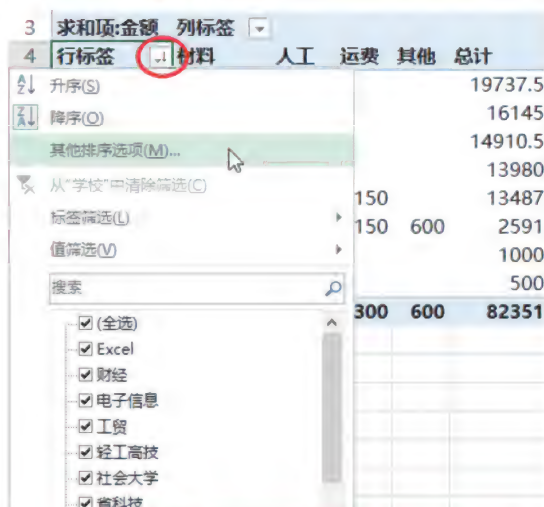 3 求和项:金额 列标签
4 行标签 材料 人工 运费 其他 总计
升序(S) 19737.5
降序(O) 16145
其他排序选项(M)... 14910.5
13980
从"学校"中清除筛选(C) 150 13487
标签筛选(L) 150 600 2591
值筛选(V) 1000
搜索 500
300 600 82351
(全选)
Excel
财经
电子信息
工贸
轻工高技
社会大学
省科技